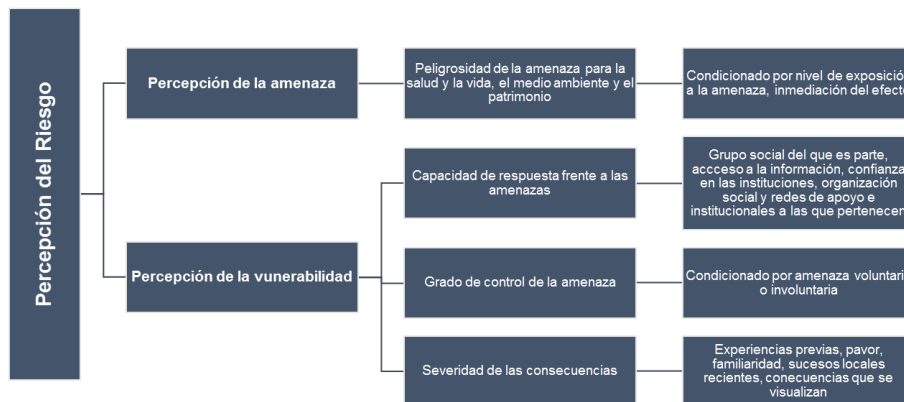 Percepción del Riesgo
Percepción de la amenaza
Peligrosidad de la amenaza para la
salud y la vida, el medio ambiente y el
patrimonio
Condicionado por nivel de exposició
a la amenaza, inmediación del efecto
Percepción de la vunerabilidad
Capacidad de respuesta frente a las
amenazas
Grupo social del que es parte,
accceso a la información, confianza
en las instituciones, organización
social y redes de apoyo e
institucionales a las que pertenecen
Grado de control de la amenaza
Condicionado por amenaza voluntari
o involuntaria
Severidad de las consecuencias
Experiencias previas, pavor,
familiaridad, sucesos locales
recientes, conecuencias que se
visualizan